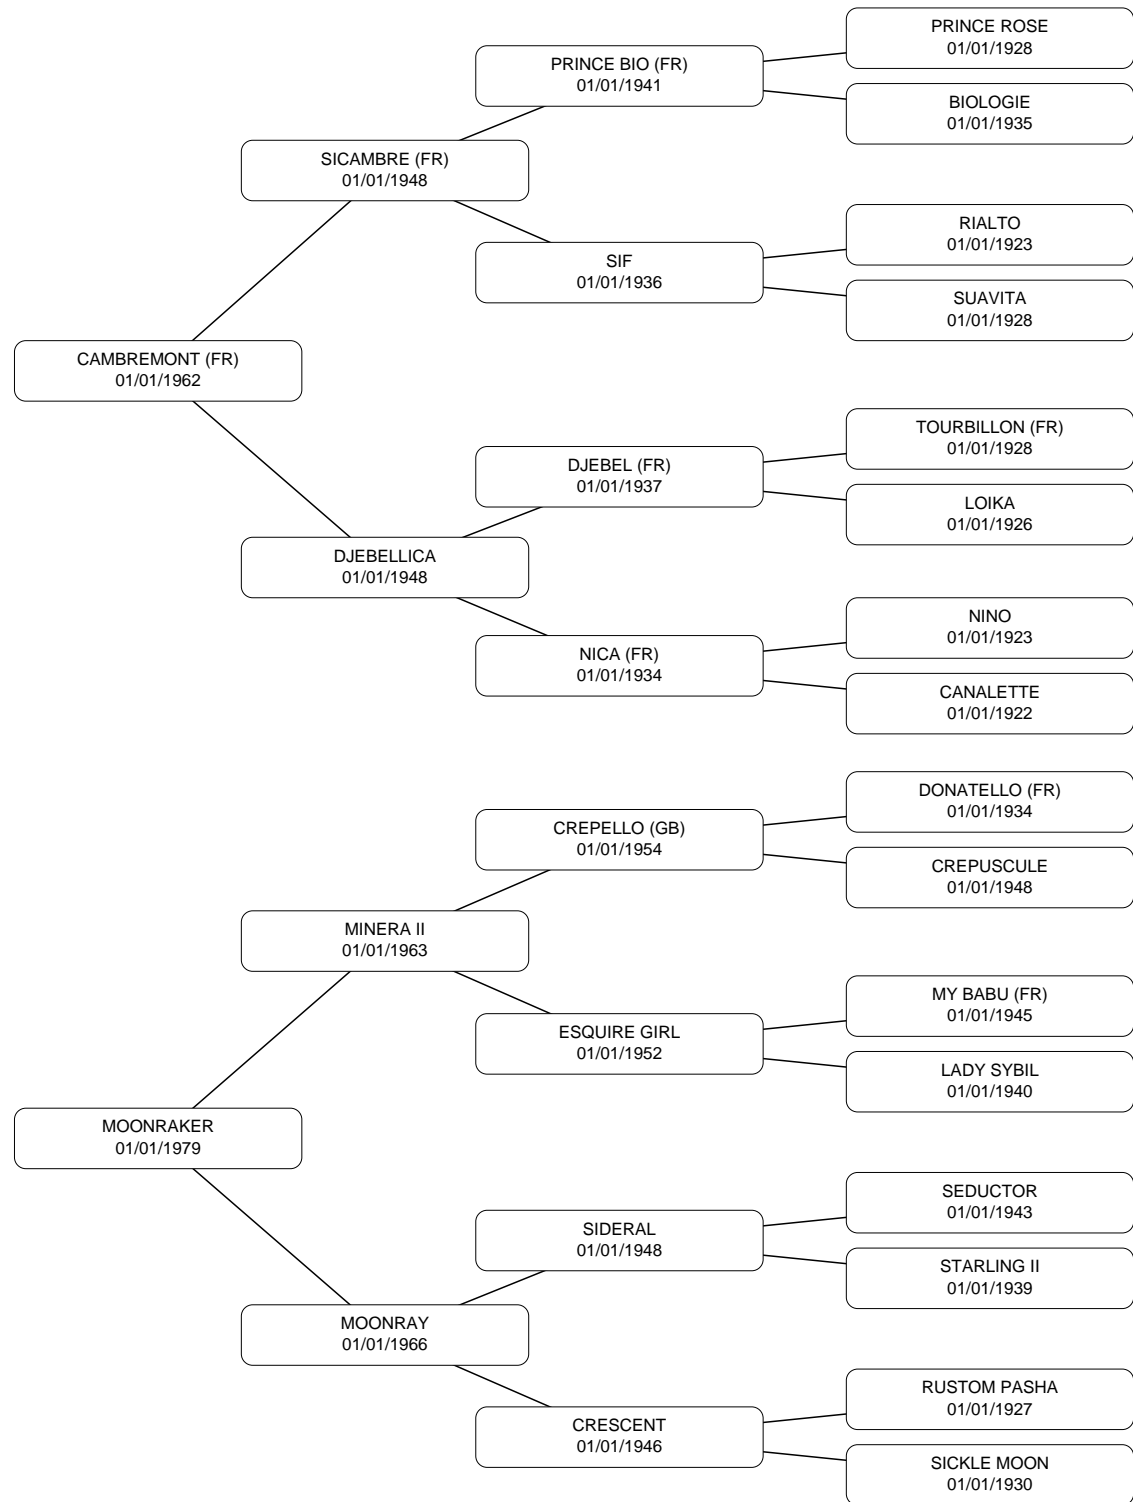 PRINCE ROSE
01/01/1928
PRINCE BIO (FR)
01/01/1941
BIOLOGIE
01/01/1935
SICAMBRE (FR)
01/01/1948
RIALTO
01/01/1923
SIF
01/01/1936
SUAVITA
01/01/1928
CAMBREMONT (FR)
01/01/1962
TOURBILLON (FR)
01/01/1928
DJEBEL (FR)
01/01/1937
LOIKA
01/01/1926
DJEBELLICA
01/01/1948
NINO
01/01/1923
NICA (FR)
01/01/1934
CANALETTE
01/01/1922
DONATELLO (FR)
01/01/1934
CREPELLO (GB)
01/01/1954
CREPUSCULE
01/01/1948
MINERA II
01/01/1963
MY BABU (FR)
01/01/1945
ESQUIRE GIRL
01/01/1952
LADY SYBIL
01/01/1940
MOONRAKER
01/01/1979
SEDUCTOR
01/01/1943
SIDERAL
01/01/1948
STARLING II
01/01/1939
MOONRAY
01/01/1966
RUSTOM PASHA
01/01/1927
CRESCENT
01/01/1946
SICKLE MOON
01/01/1930